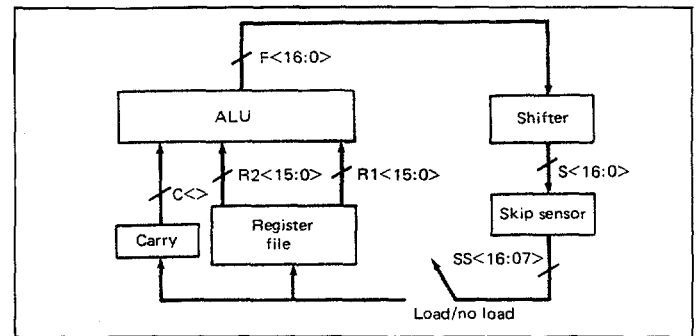 F<16:0>
ALU
Shifter
C<>
R2<15:0>
R1<15:0>
S<16:0>
Carry
Register
file
Skip sensor
SS<16:07>
Load/no load